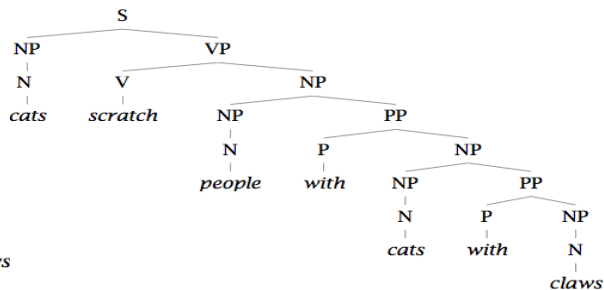 S
NP VP
N V NP
cats scratch NP PP
N P NP
people with NP PP
N P NP
cats with N
claws